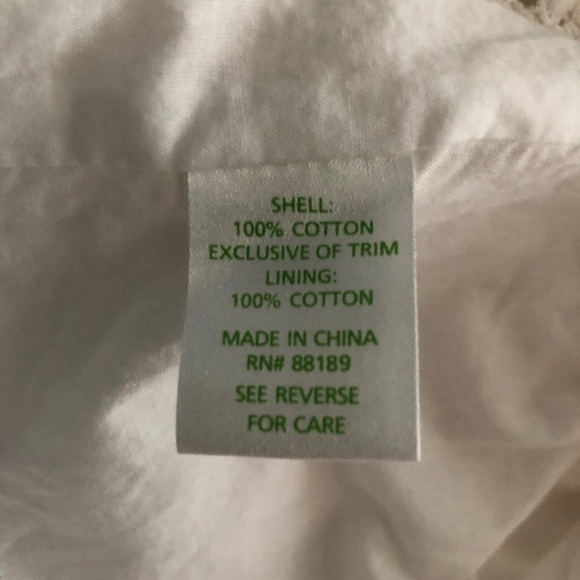 SHELL:
100% COTTON
EXCLUSIVE OF TRIM
LINING:
100% COTTON
MADE IN CHINA
RN# 88189
SEE REVERSE
FOR CARE